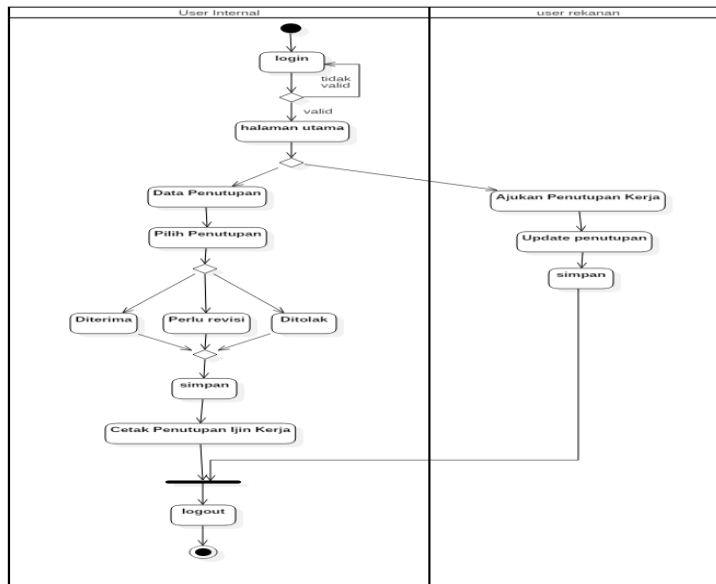 User Internal
user rekanan
login
tidak
valid
valid
halaman utama
Data Penutupan
Ajukan Penutupan Kerja
Pilih Penutupan
Update penutupan
simpan
Diterima
Perlu revisi
Ditolak
simpan
Cetak Penutupan Ijin Kerja
logout